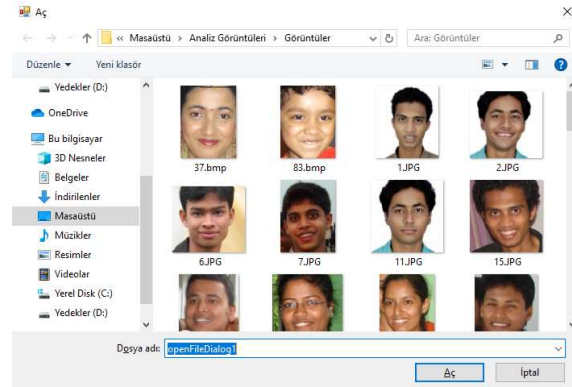 Aç
« Masaüstü › Analiz Görüntüleri › Görüntüler
Ara: Görüntüler
Düzenle Yeni klasör
Yedekler (D:)
OneDrive
Bu bilgisayar
3D Nesneler
Belgeler
İndirilenler
Masaüstü
Müzikler
Resimler
Videolar
Yerel Disk (C:)
Yedekler (D:)
37.bmp 83.bmp 1.JPG 2.JPG
6.JPG 7.JPG 11.JPG 15.JPG
Dosya adı: openFileDialog1
Aç İptal